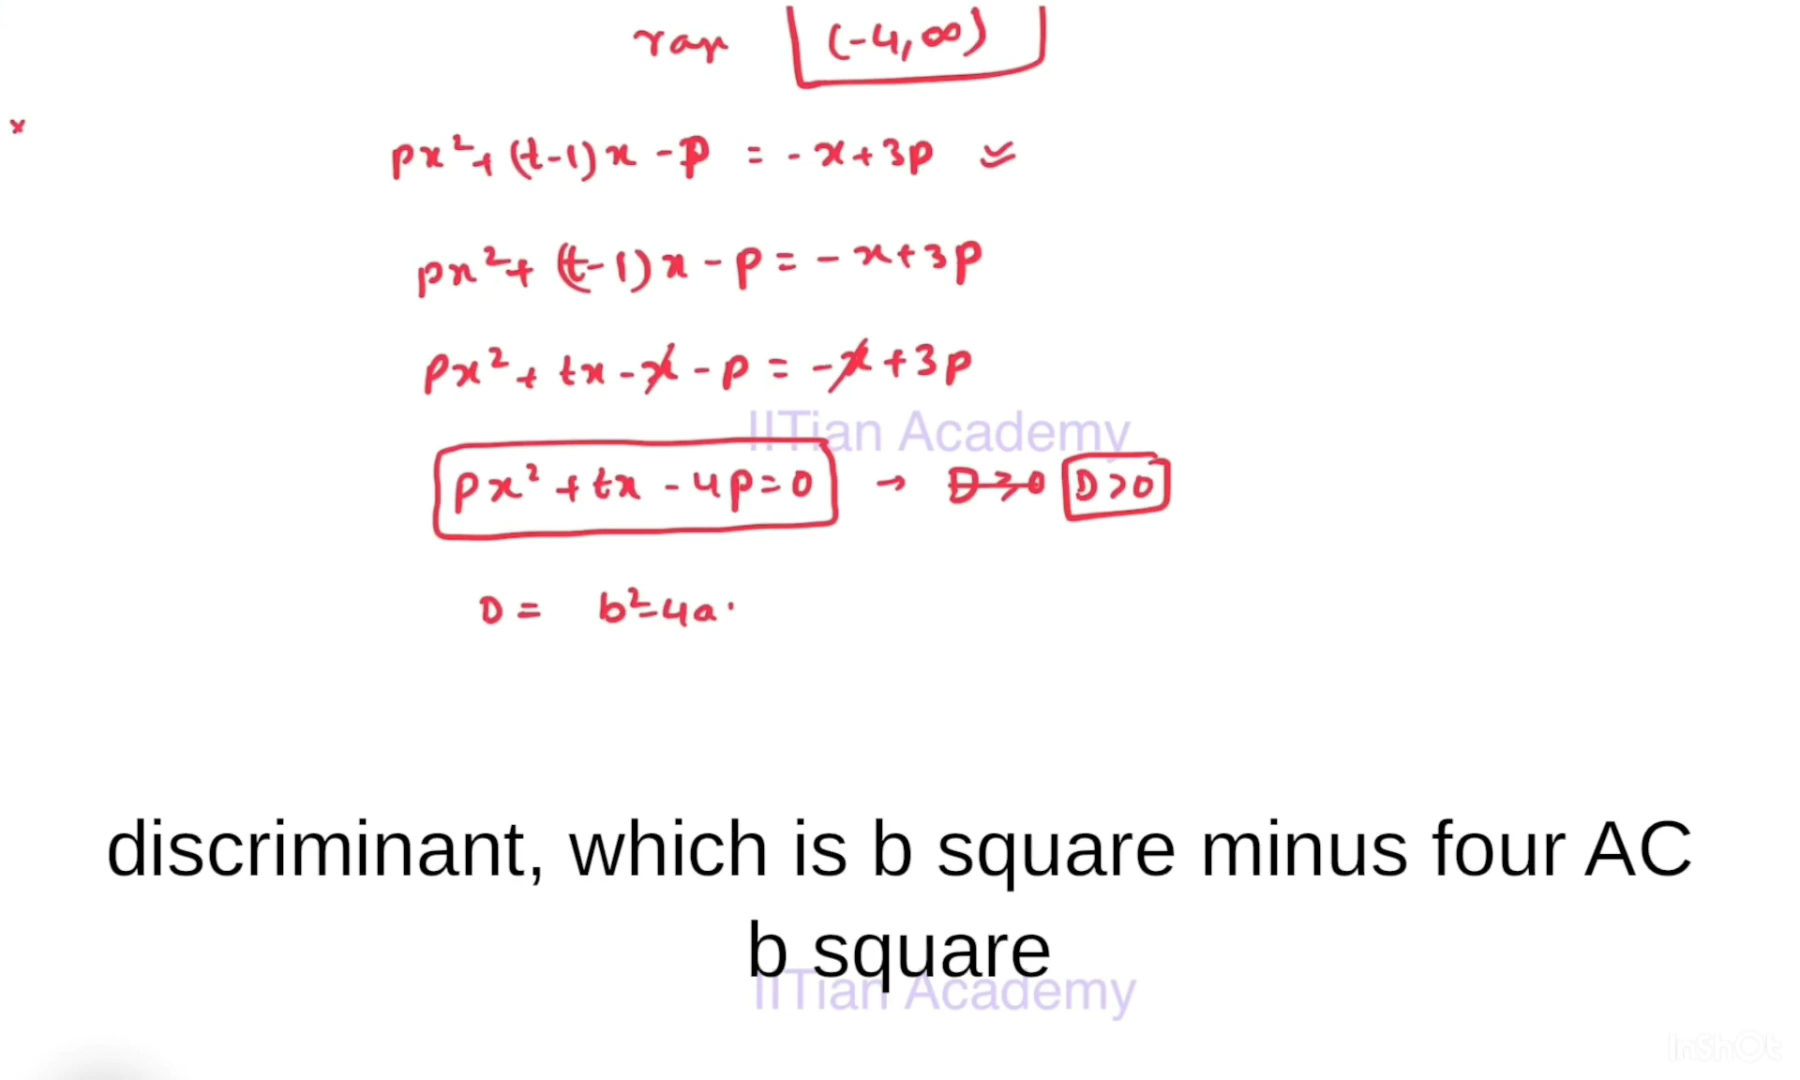 ran (-4, ∞)
x
px² + (t-1)x - p = -x + 3p
px² + (t-1)x - p = -x + 3p
px² + tx - x - p = -x + 3p
IITian Academy
px² + tx - 4p = 0 → D ≥ 0 D > 0
D = b² - 4a
discriminant, which is b square minus four AC
b square
IITian Academy
InShOt